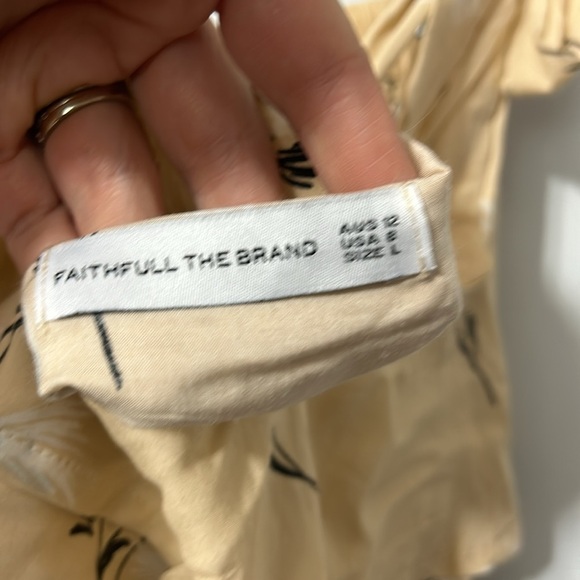 FAITHFULL THE BRAND
AUS 12
USA 8
SIZE L